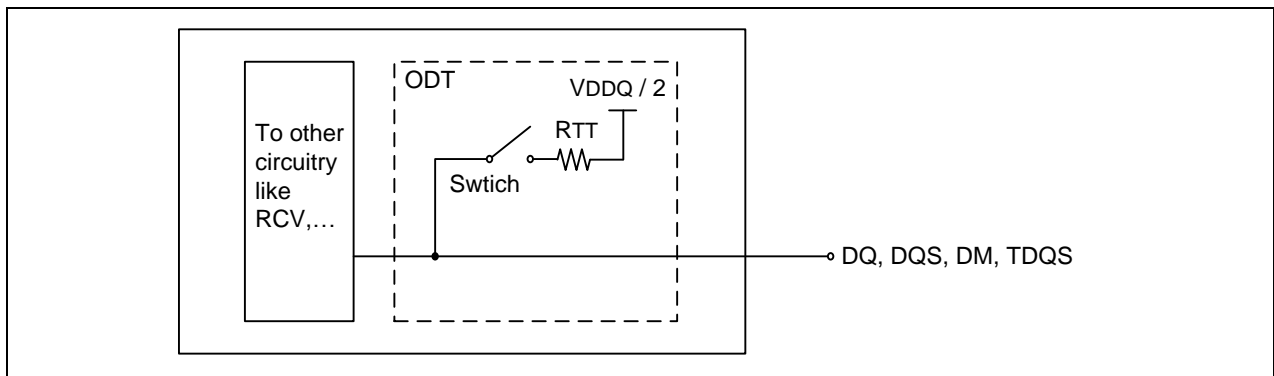 ODT
VDDQ / 2
RTT
Swtich
To other
circuitry
like
RCV,…
DQ, DQS, DM, TDQS